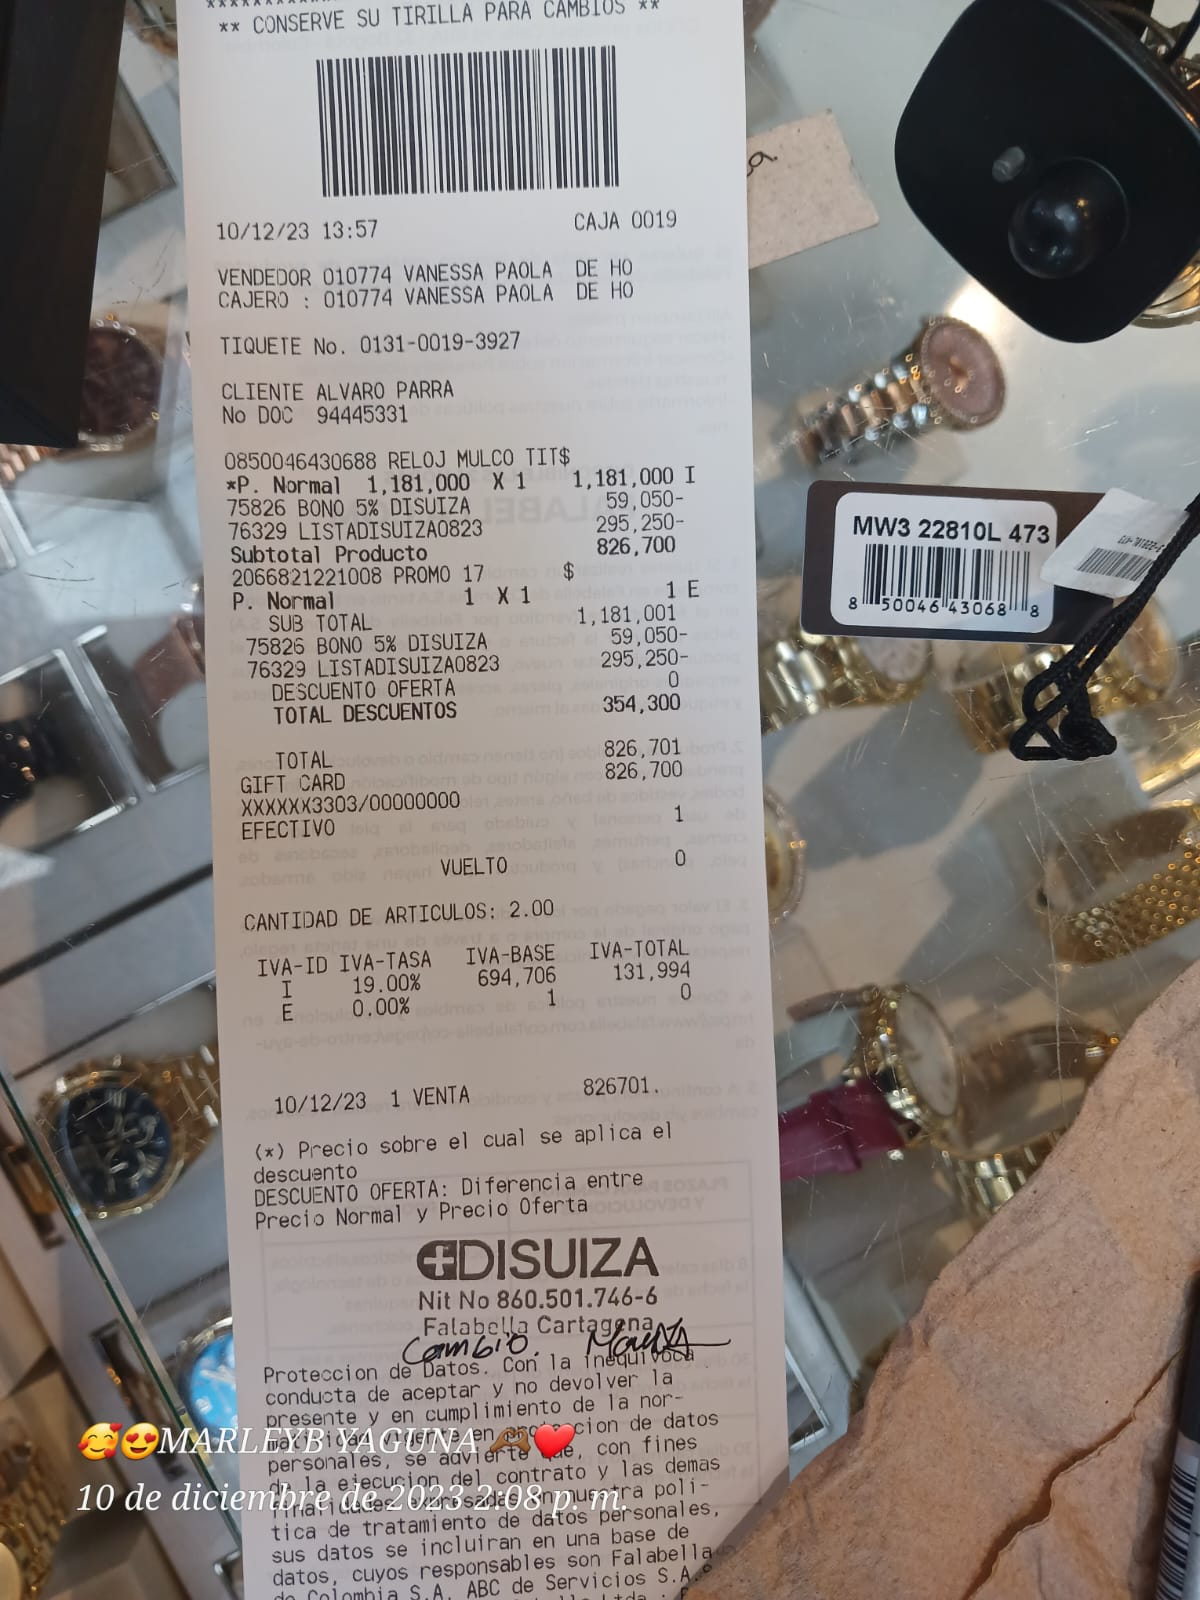 ** CONSERVE SU TIRILLA PARA CAMBIOS **
10/12/23 13:57 CAJA 0019
VENDEDOR 010774 VANESSA PAOLA DE HO
CAJERO : 010774 VANESSA PAOLA DE HO
TIQUETE No. 0131-0019-3927
CLIENTE ALVARO PARRA
No DOC 94445331
0850046430688 RELOJ MULCO TIT$
*P. Normal 1,181,000 X 1 1,181,000 I
75826 BONO 5% DISUIZA 59,050-
76329 LISTADISUIZA0823 295,250-
Subtotal Producto 826,700
2066821221008 PROMO 17 $
P. Normal 1 X 1 1 E
SUB TOTAL 1,181,001
75826 BONO 5% DISUIZA 59,050-
76329 LISTADISUIZA0823 295,250-
DESCUENTO OFERTA 0
TOTAL DESCUENTOS 354,300
TOTAL 826,701
GIFT CARD 826,700
XXXXXX3303/00000000
EFECTIVO 1
VUELTO 0
CANTIDAD DE ARTICULOS: 2.00
IVA-ID IVA-TASA IVA-BASE IVA-TOTAL
I 19.00% 694,706 131,994
E 0.00% 1 0
10/12/23 1 VENTA 826701.
(*) Precio sobre el cual se aplica el
descuento
DESCUENTO OFERTA: Diferencia entre
Precio Normal y Precio Oferta
DISUIZA
Nit No 860.501.746-6
Falabella Cartagena
Cambio.
Proteccion de Datos. Con la inequivoca
conducta de aceptar y no devolver la
presente y en cumplimiento de la nor-
en proteccion de datos
personales, se advierte que, con fines
de la ejecucion del contrato y las demas
finalidades expresadas en nuestra poli-
tica de tratamiento de datos personales,
sus datos se incluiran en una base de
datos, cuyos responsables son Falabella
de Colombia S.A. ABC de Servicios S.A.S
MW3 22810L 473
8 50046 43068 8
🥰😍MARLEYB YAGUNA 🫶🏾❤️
10 de diciembre de 2023 2:08 p. m.